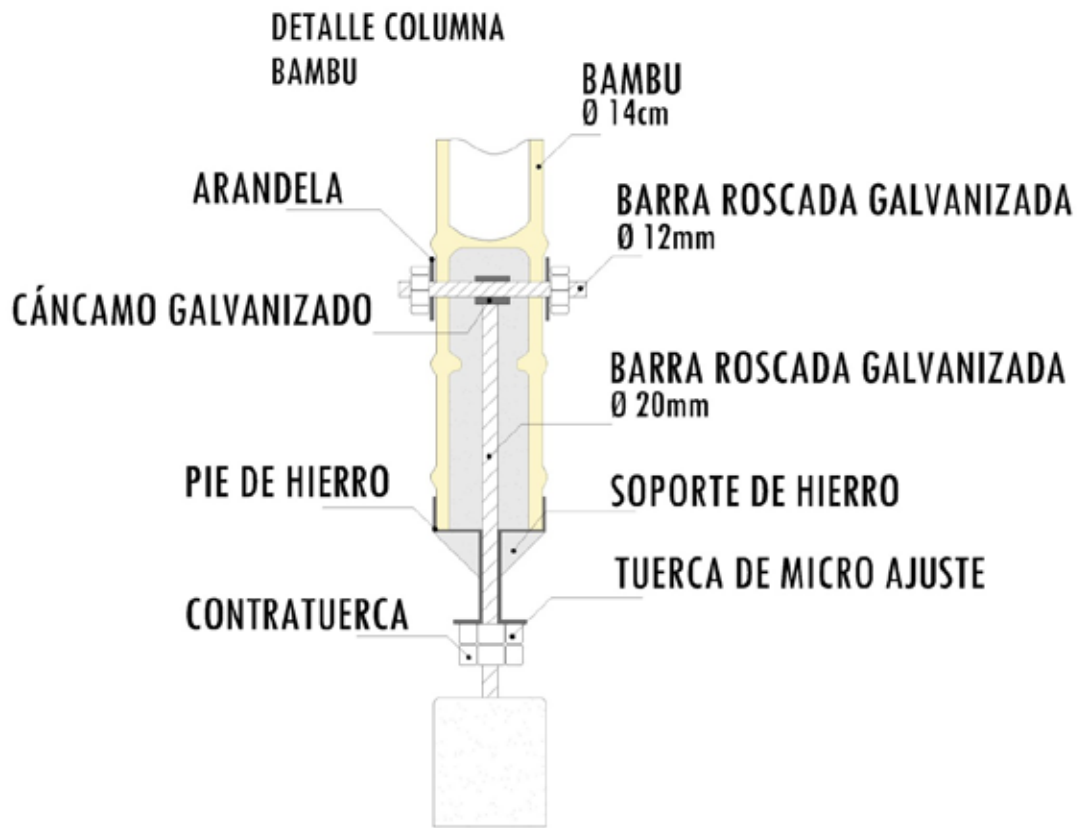 DETALLE COLUMNA
BAMBU
BAMBU
Ø 14cm
ARANDELA
BARRA ROSCADA GALVANIZADA
Ø 12mm
CÁNCAMO GALVANIZADO
BARRA ROSCADA GALVANIZADA
Ø 20mm
PIE DE HIERRO
SOPORTE DE HIERRO
TUERCA DE MICRO AJUSTE
CONTRATUERCA